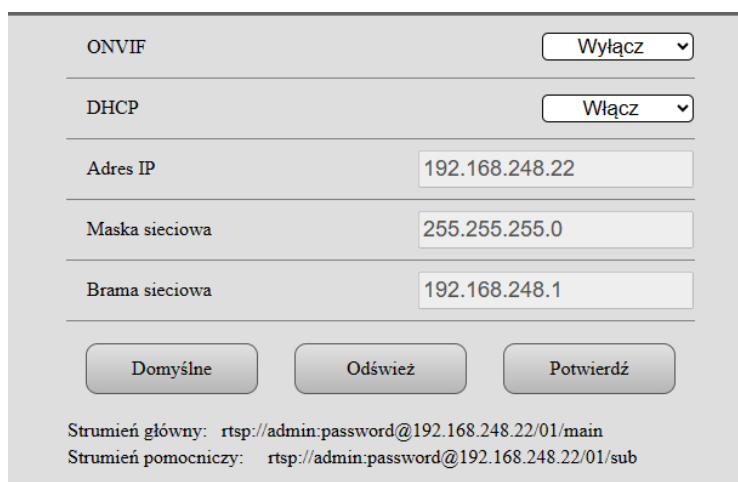 ONVIF Wyłącz
DHCP Włącz
Adres IP 192.168.248.22
Maska sieciowa 255.255.255.0
Brama sieciowa 192.168.248.1
Domyślne Odśwież Potwierdź
Strumień główny: rtsp://admin:password@192.168.248.22/01/main
Strumień pomocniczy: rtsp://admin:password@192.168.248.22/01/sub